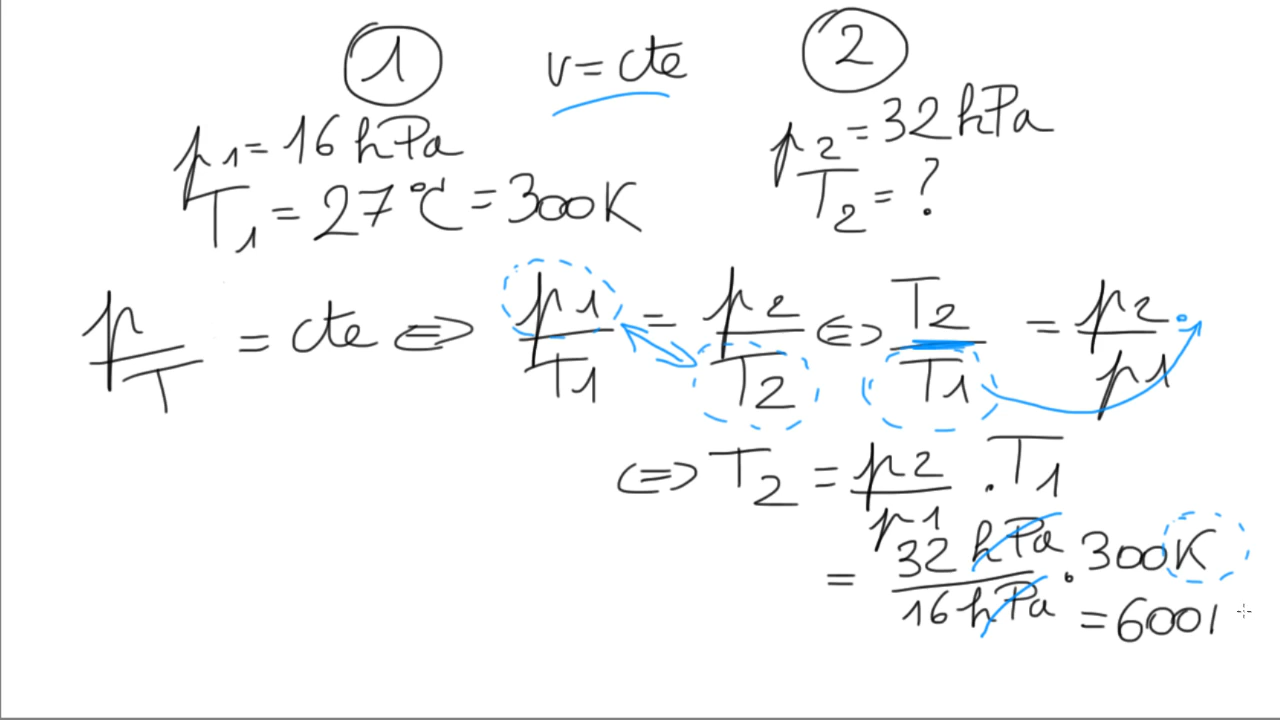 1 V = cte 2
p1 = 16 hPa p2 = 32 hPa
T1 = 27 °C = 300K T2 = ?
p/T = cte ⇔ p1/T1 = p2/T2 ⇔ T2/T1 = p2/p1 .
⇔ T2 = p2/p1 . T1
= 32 hPa/16 hPa . 300K
= 600